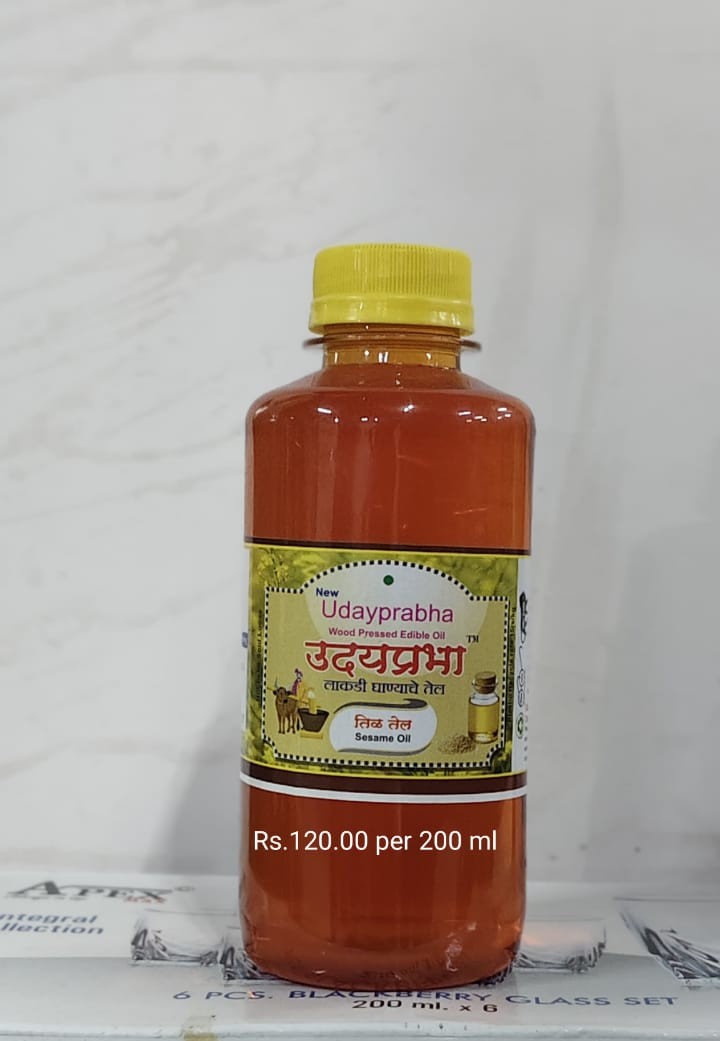 New
Udayprabha
Wood Pressed Edible Oil
उदयप्रभा TM
लाकडी घाण्याचे तेल
तिळ तेल
Sesame Oil
Rs.120.00 per 200 ml
APEX
ntegral
llection
6 PCS. BLACKBERRY GLASS SET
200 ml. x 6